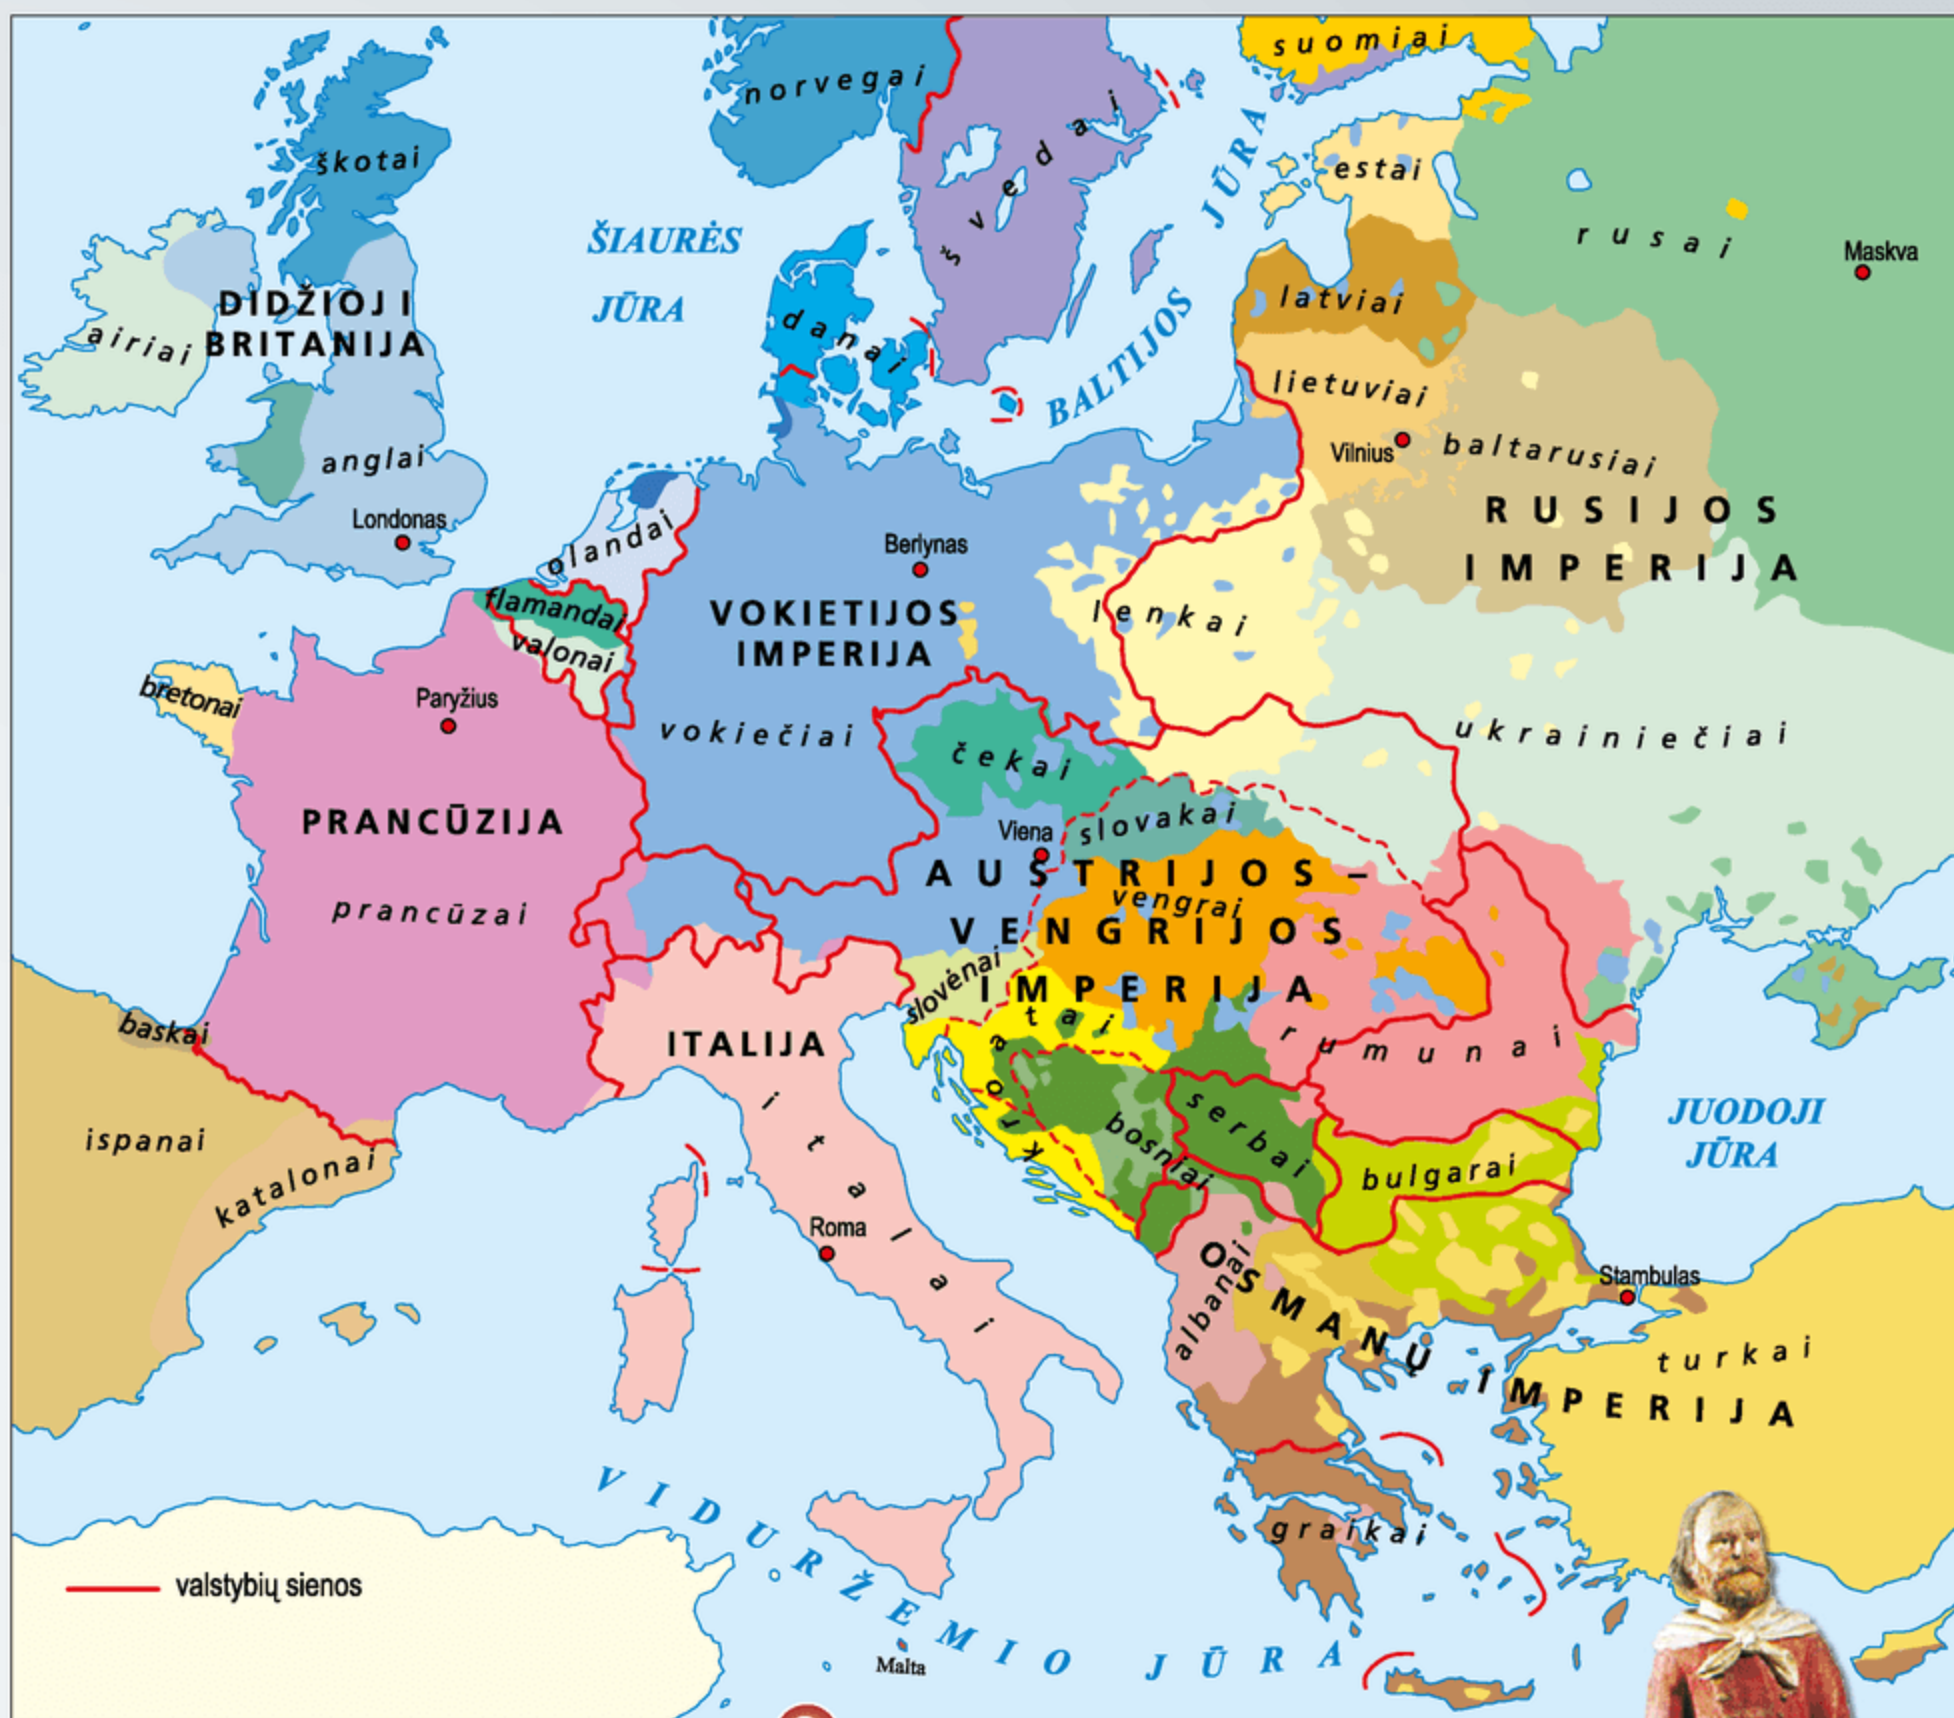 suomiai
norvegai
švedai
škotai
estai
rusai
Maskva
ŠIAURĖS
JŪRA
BALTIJOS JŪRA
DIDŽIOJI
BRITANIJA
airiai
danai
latviai
lietuviai
Vilnius
baltarusiai
anglai
Londonas
olandai
Berlynas
RUSIJOS
IMPERIJA
flamandai
valonai
VOKIETIJOS
IMPERIJA
lenkai
bretonai
Paryžius
vokiečiai
čekai
ukrainiečiai
PRANCŪZIJA
slovakai
Viena
AUSTRIJOS –
vengrai
VENGRIJOS
IMPERIJA
prancūzai
slovėnai
kroatai
baskai
ITALIJA
rumunai
italai
serbai
bosniai
bulgarai
JUODOJI
JŪRA
ispanai
katalonai
Roma
albanai
OSMANŲ IMPERIJA
Stambulas
turkai
graikai
VIDURŽEMIO JŪRA
Malta
valstybių sienos